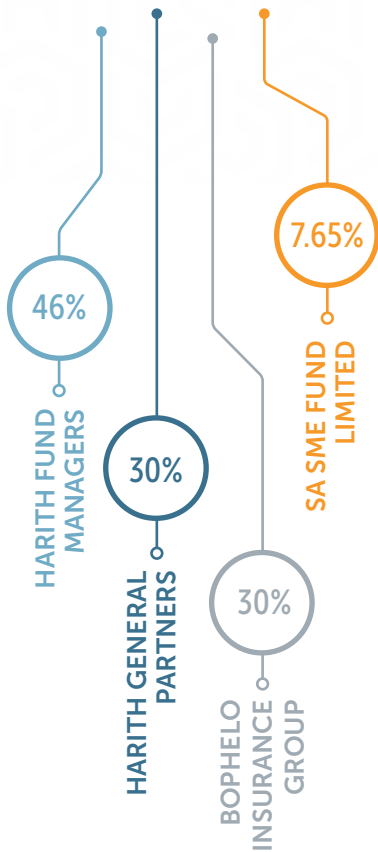 46%
HARITH FUND
MANAGERS
30%
HARITH GENERAL
PARTNERS
30%
BOPHELO
INSURANCE
GROUP
7.65%
SA SME FUND
LIMITED